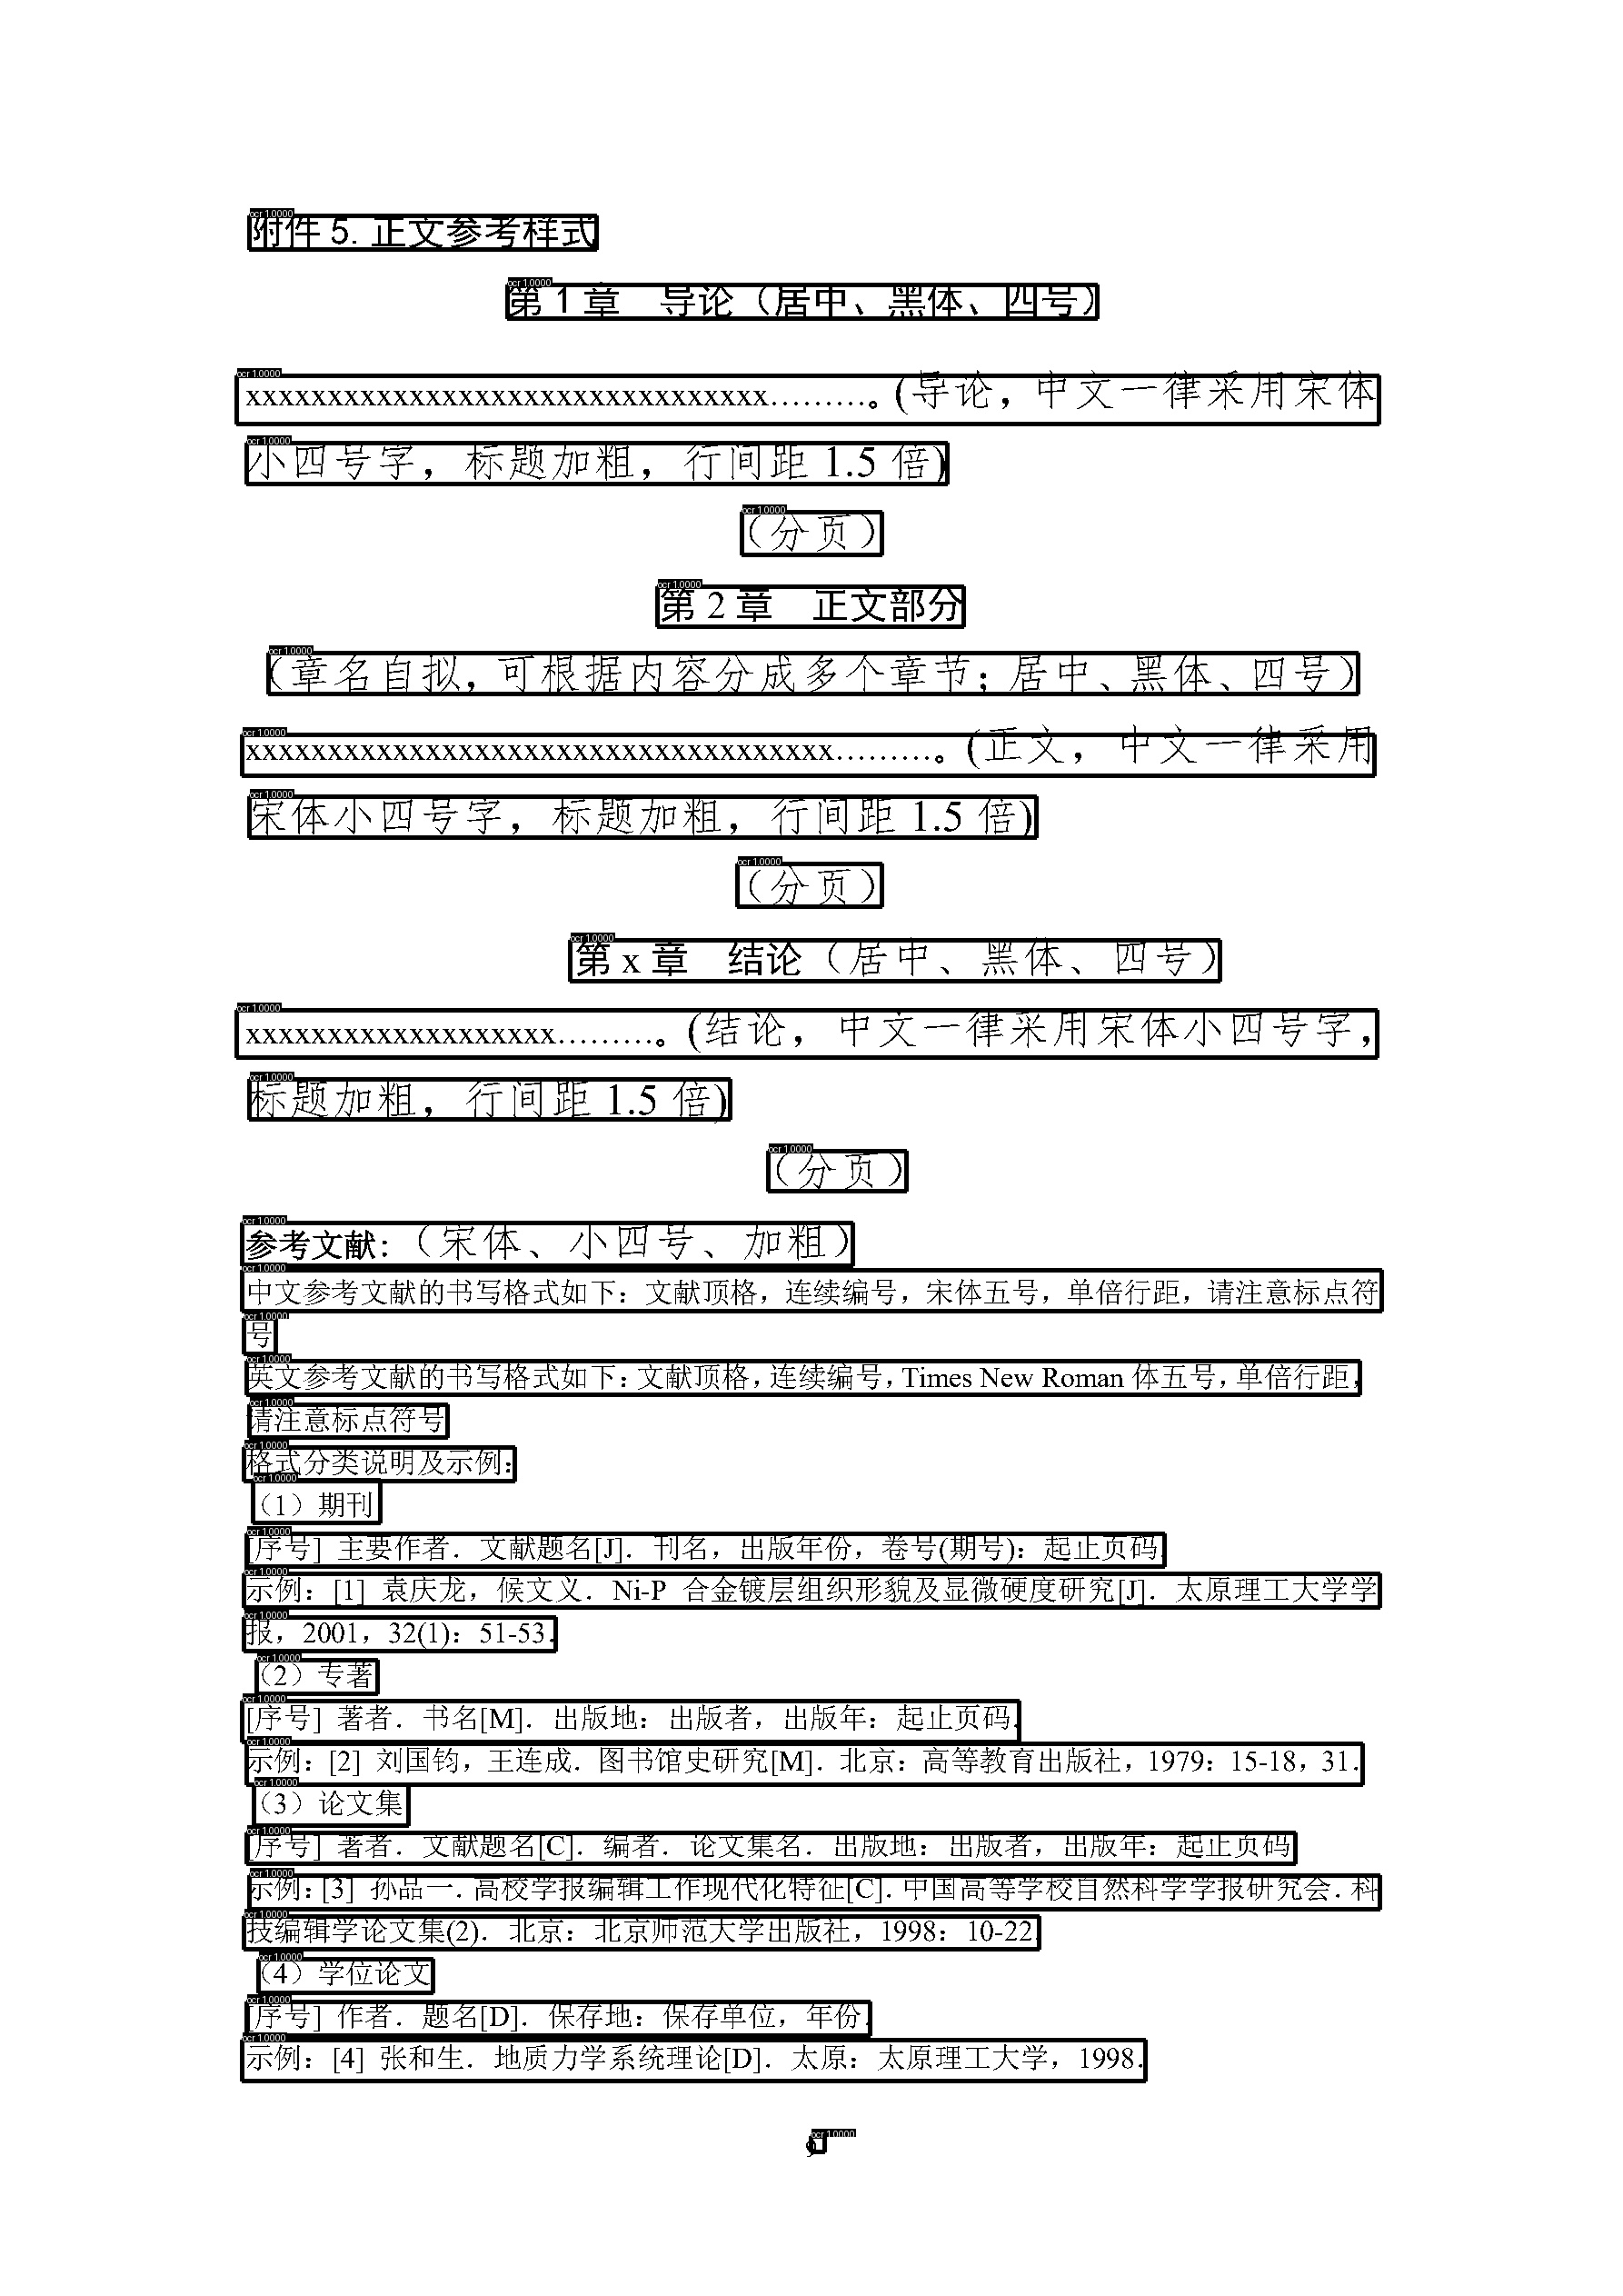 附件 5. 正文参考样式
第 1 章　导论（居中、黑体、四号）
xxxxxxxxxxxxxxxxxxxxxxxxxxxxxxxx………。(导论，中文一律采用宋体
小四号字，标题加粗，行间距 1.5 倍)
（分页）
第 2 章　正文部分
（章名自拟，可根据内容分成多个章节；居中、黑体、四号）
xxxxxxxxxxxxxxxxxxxxxxxxxxxxxxxxxxxx………。(正文，中文一律采用
宋体小四号字，标题加粗，行间距 1.5 倍)
（分页）
第 x 章　结论（居中、黑体、四号）
xxxxxxxxxxxxxxxxxxx………。(结论，中文一律采用宋体小四号字，
标题加粗，行间距 1.5 倍)
（分页）
参考文献：（宋体、小四号、加粗）
中文参考文献的书写格式如下：文献顶格，连续编号，宋体五号，单倍行距，请注意标点符
号
英文参考文献的书写格式如下：文献顶格，连续编号，Times New Roman 体五号，单倍行距，
请注意标点符号
格式分类说明及示例：
（1）期刊
[序号] 主要作者．文献题名[J]．刊名，出版年份，卷号(期号)：起止页码.
示例：[1] 袁庆龙，候文义．Ni-P 合金镀层组织形貌及显微硬度研究[J]．太原理工大学学
报，2001，32(1)：51-53.
（2）专著
[序号] 著者．书名[M]．出版地：出版者，出版年：起止页码.
示例：[2] 刘国钧，王连成．图书馆史研究[M]．北京：高等教育出版社，1979：15-18，31.
（3）论文集
[序号] 著者．文献题名[C]．编者．论文集名．出版地：出版者，出版年：起止页码
示例：[3] 孙品一．高校学报编辑工作现代化特征[C]．中国高等学校自然科学学报研究会．科
技编辑学论文集(2)．北京：北京师范大学出版社，1998：10-22.
（4）学位论文
[序号] 作者．题名[D]．保存地：保存单位，年份.
示例：[4] 张和生．地质力学系统理论[D]．太原：太原理工大学，1998.